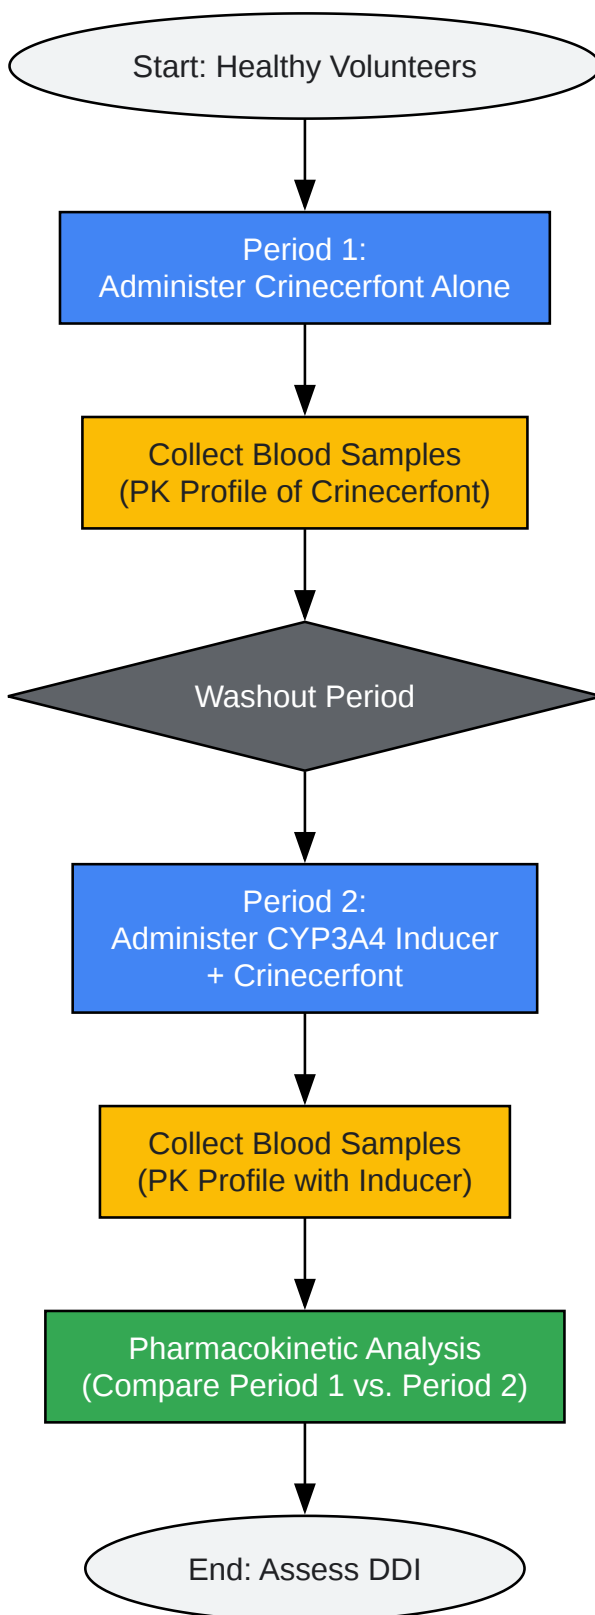 Start: Healthy Volunteers
Period 1:
Administer Crinecerfont Alone
Collect Blood Samples
(PK Profile of Crinecerfont)
Washout Period
Period 2:
Administer CYP3A4 Inducer
+ Crinecerfont
Collect Blood Samples
(PK Profile with Inducer)
Pharmacokinetic Analysis
(Compare Period 1 vs. Period 2)
End: Assess DDI